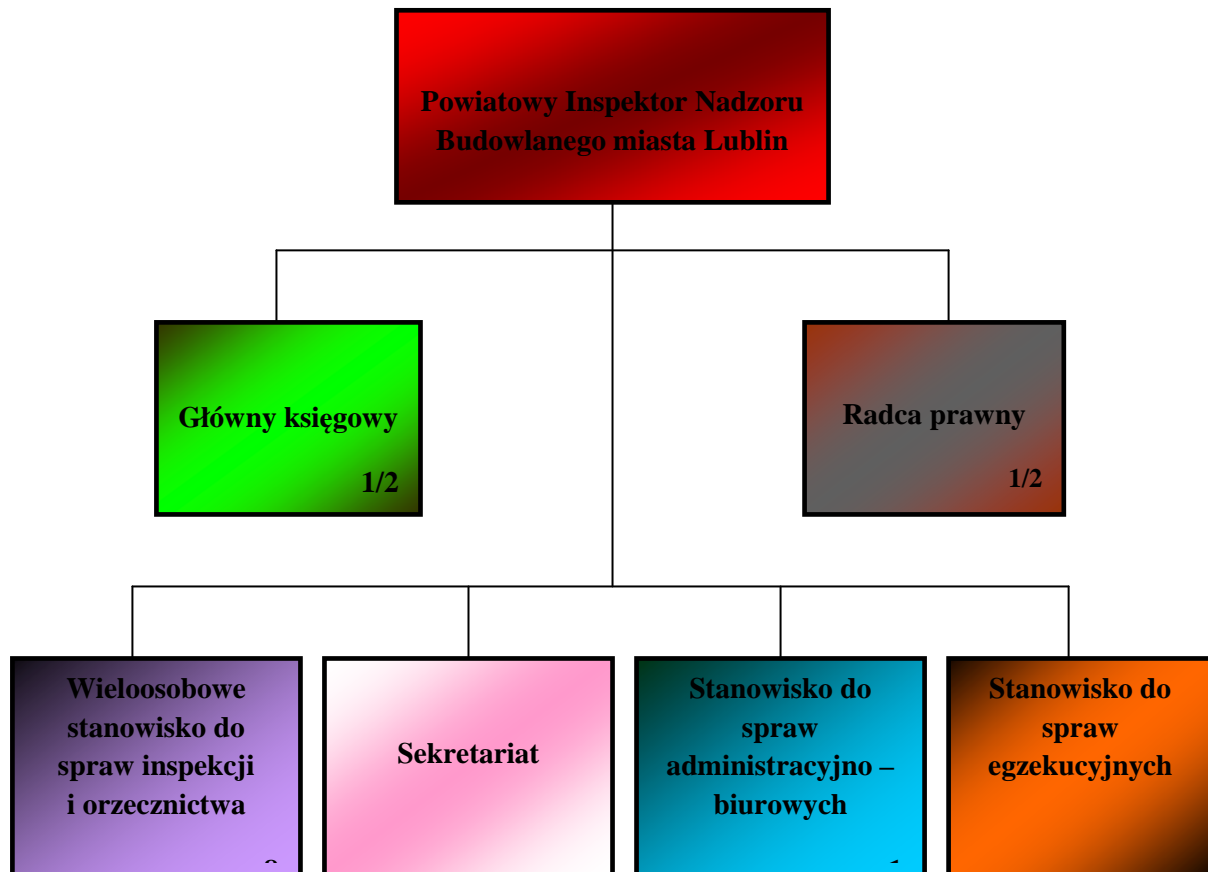 Powiatowy Inspektor Nadzoru
Budowlanego miasta Lublin
Główny księgowy
1/2
Radca prawny
1/2
Wieloosobowe
stanowisko do
spraw inspekcji
i orzecznictwa
Sekretariat
Stanowisko do
spraw
administracyjno –
biurowych
Stanowisko do
spraw
egzekucyjnych